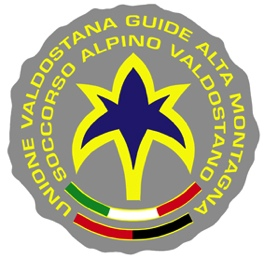 UNIONE VALDOSTANA GUIDE ALTA MONTAGNA
SOCCORSO ALPINO VALDOSTANO